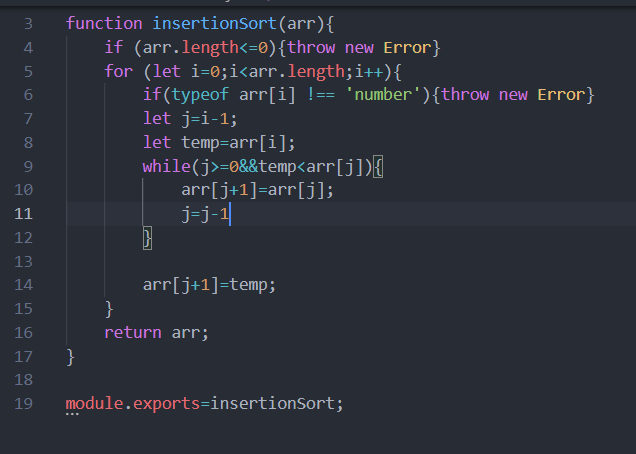 3 function insertionSort(arr){
4 if (arr.length<=0){throw new Error}
5 for (let i=0;i<arr.length;i++){
6 if(typeof arr[i] !== 'number'){throw new Error}
7 let j=i-1;
8 let temp=arr[i];
9 while(j>=0&&temp<arr[j]){
10 arr[j+1]=arr[j];
11 j=j-1
12 }
13
14 arr[j+1]=temp;
15 }
16 return arr;
17 }
18
19 module.exports=insertionSort;